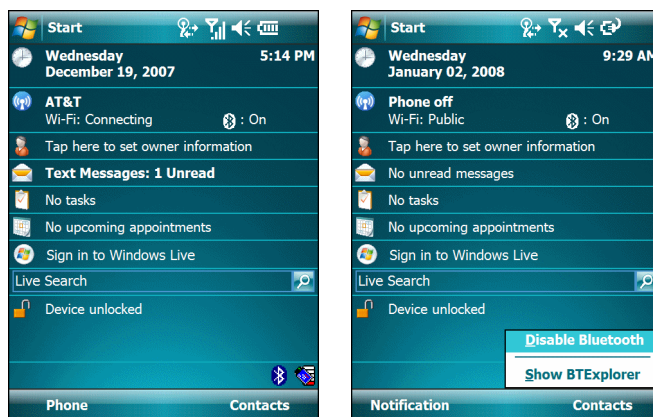 Start
Wednesday 5:14 PM
December 19, 2007
AT&T
Wi-Fi: Connecting : On
Tap here to set owner information
Text Messages: 1 Unread
No tasks
No upcoming appointments
Sign in to Windows Live
Live Search
Device unlocked
Phone Contacts
Start
Wednesday 9:29 AM
January 02, 2008
Phone off
Wi-Fi: Public : On
Tap here to set owner information
No unread messages
No tasks
No upcoming appointments
Sign in to Windows Live
Live Search
Device unlocked
Disable Bluetooth
Show BTExplorer
Notification Contacts